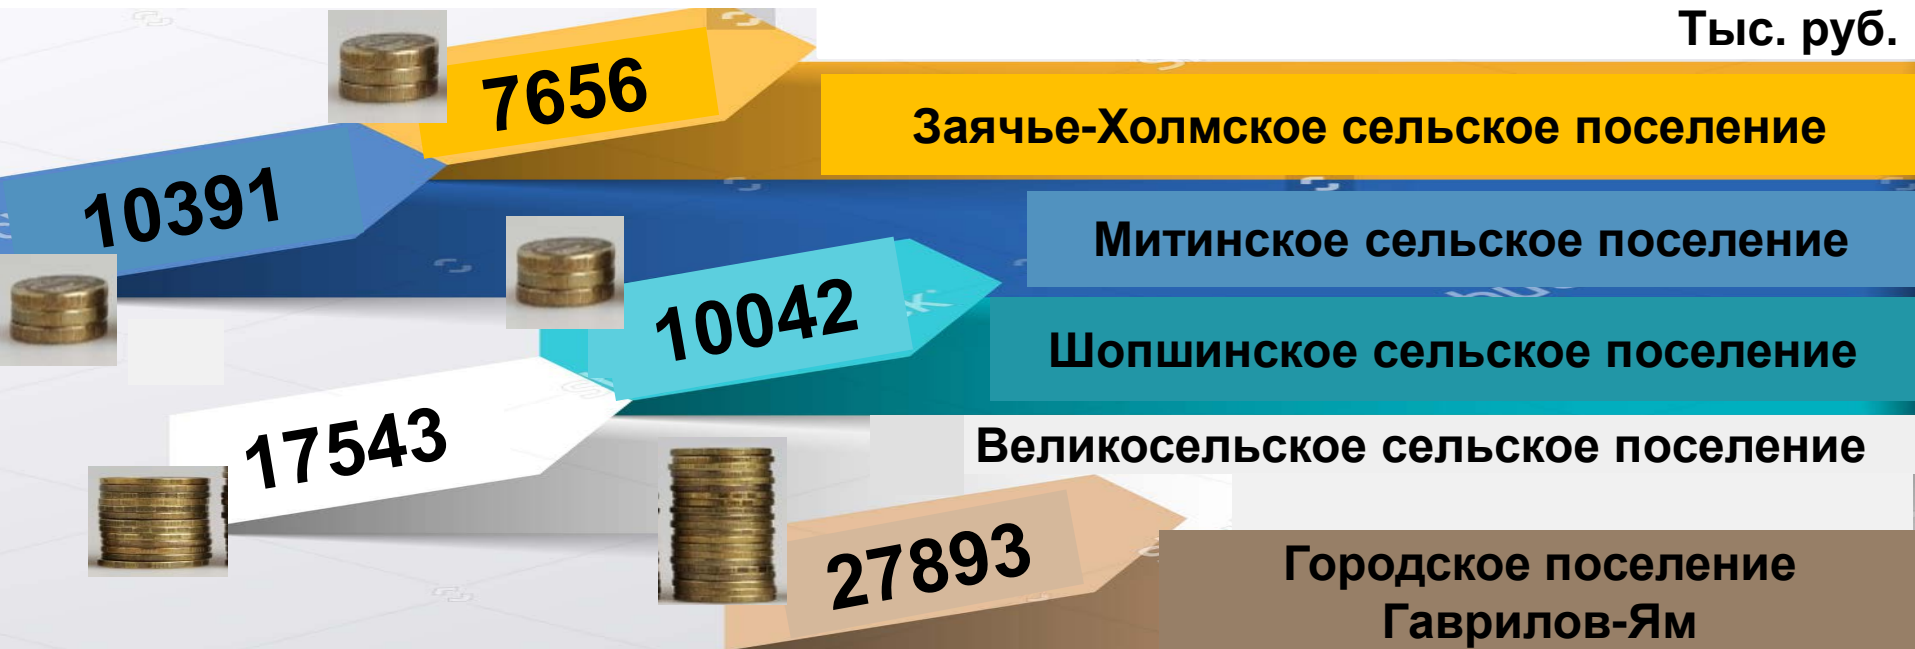 Тыс. руб.
7656
Заячье-Холмское сельское поселение
10391
Митинское сельское поселение
10042
Шопшинское сельское поселение
17543
Великосельское сельское поселение
27893
Городское поселение
Гаврилов-Ям